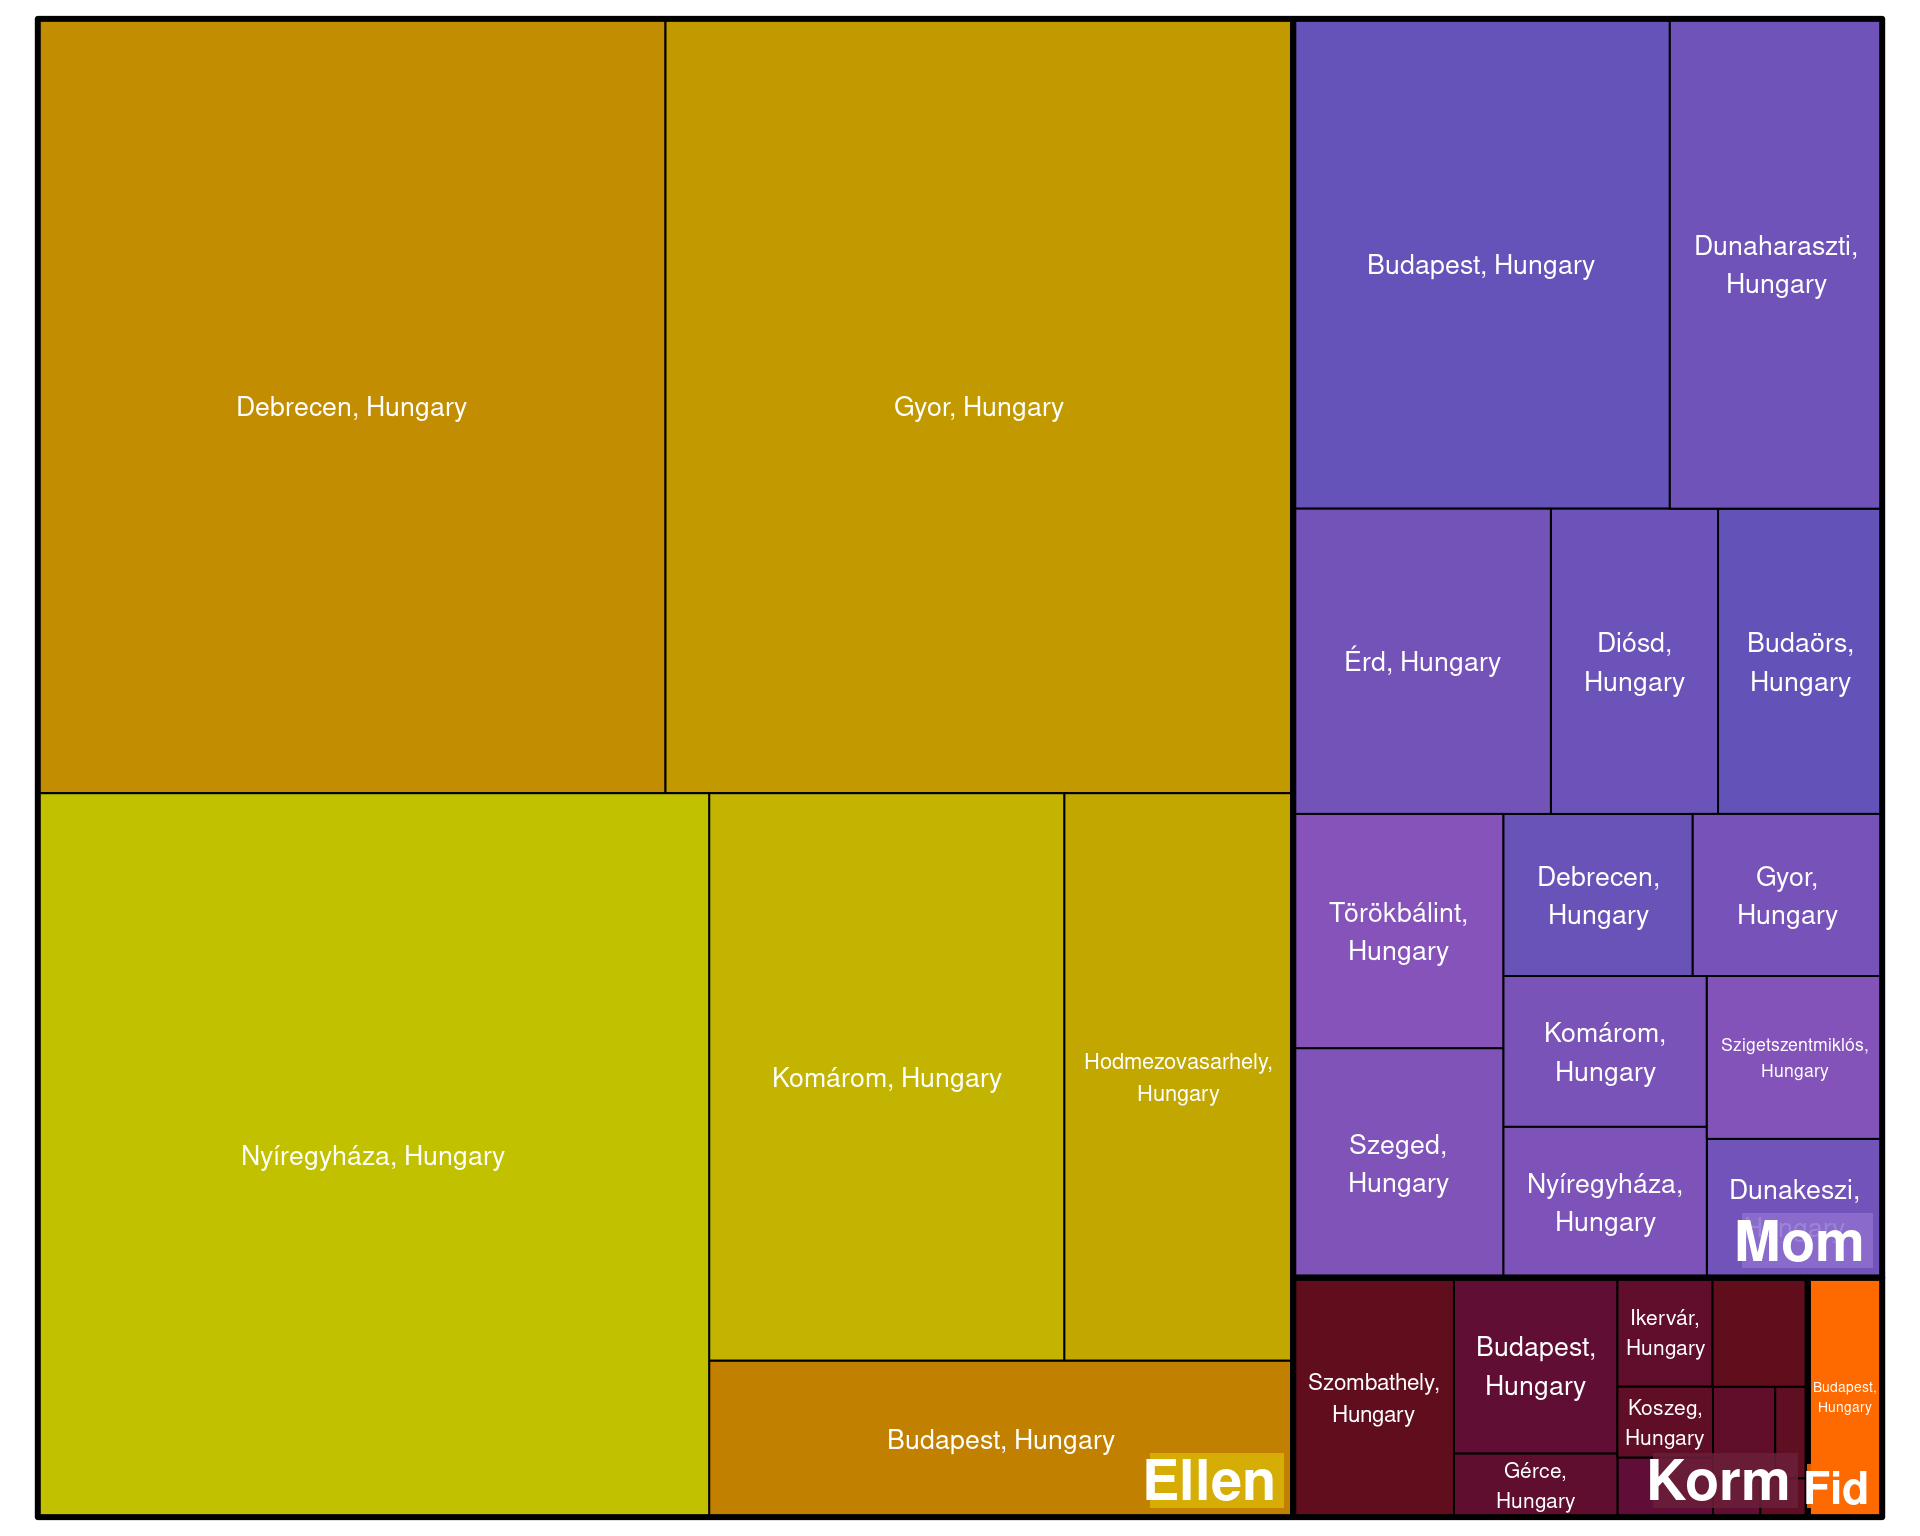 Debrecen, Hungary
Gyor, Hungary
Nyíregyháza, Hungary
Komárom, Hungary
Hodmezovasarhely,
Hungary
Budapest, Hungary
Ellen
Budapest, Hungary
Dunaharaszti,
Hungary
Érd, Hungary
Diósd,
Hungary
Budaörs,
Hungary
Törökbálint,
Hungary
Debrecen,
Hungary
Gyor,
Hungary
Komárom,
Hungary
Szigetszentmiklós,
Hungary
Szeged,
Hungary
Nyíregyháza,
Hungary
Dunakeszi,
Hungary
Mom
Szombathely,
Hungary
Budapest,
Hungary
Gérce,
Hungary
Ikervár,
Hungary
Koszeg,
Hungary
Korm
Budapest,
Hungary
Fid